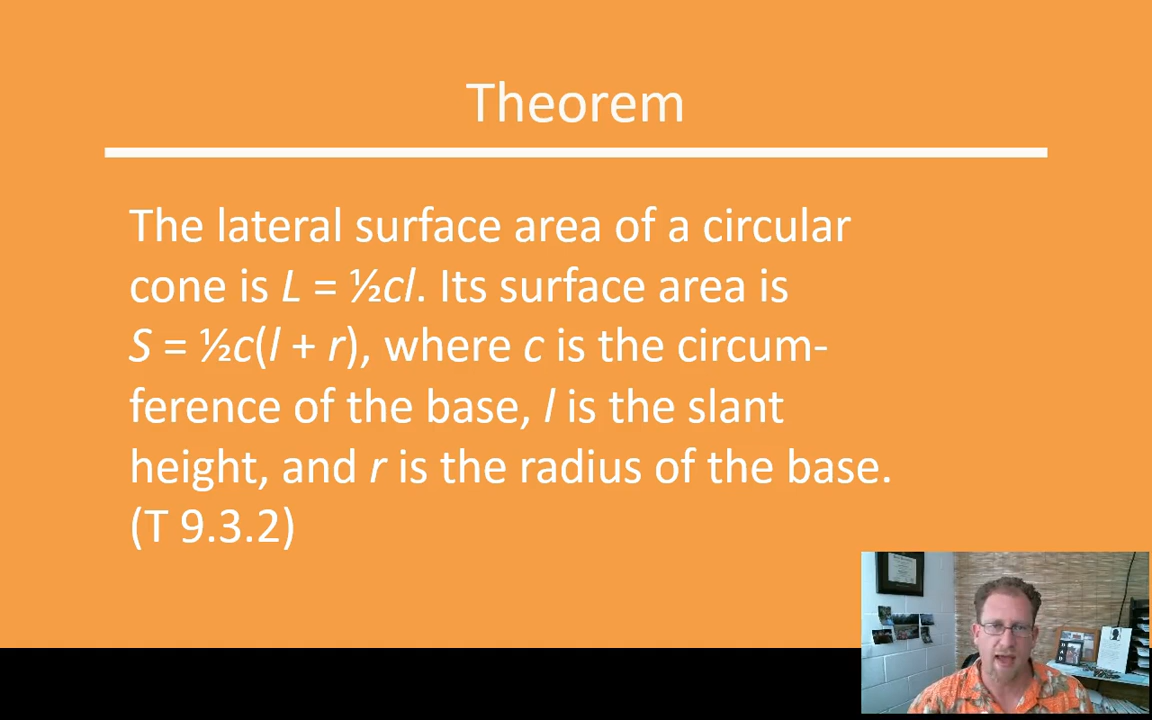 Theorem
The lateral surface area of a circular
cone is L = ½cl. Its surface area is
S = ½c(l + r), where c is the circum-
ference of the base, l is the slant
height, and r is the radius of the base.
(T 9.3.2)